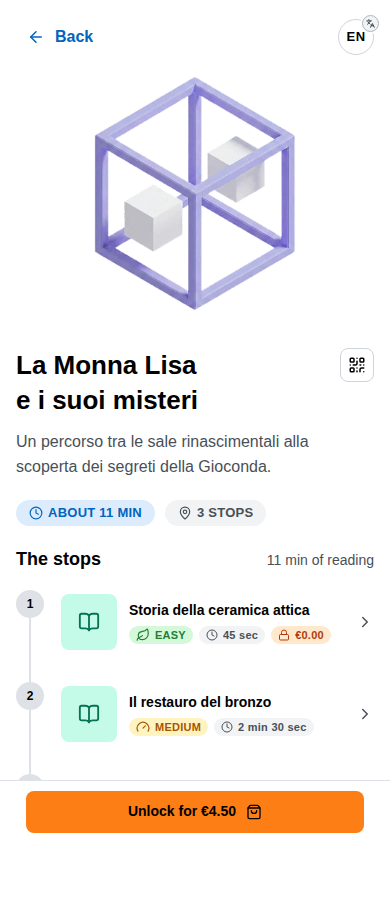 Back
EN
La Monna Lisa
e i suoi misteri
Un percorso tra le sale rinascimentali alla
scoperta dei segreti della Gioconda.
ABOUT 11 MIN
3 STOPS
The stops
11 min of reading
1
Storia della ceramica attica
EASY
45 sec
€0.00
2
Il restauro del bronzo
MEDIUM
2 min 30 sec
Unlock for €4.50